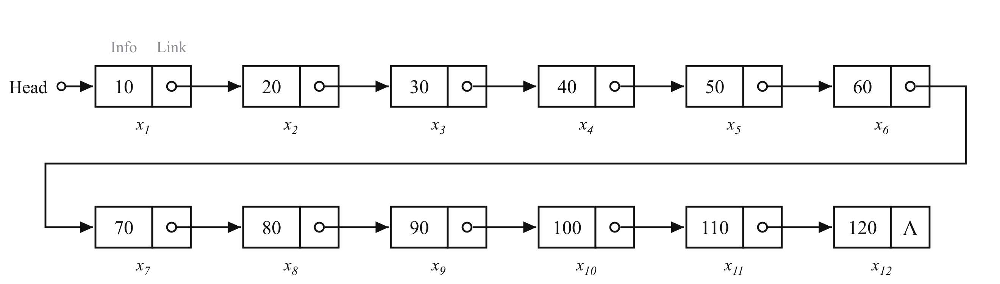 Info Link
Head 10 20 30 40 50 60
x1 x2 x3 x4 x5 x6
70 80 90 100 110 120 Λ
x7 x8 x9 x10 x11 x12